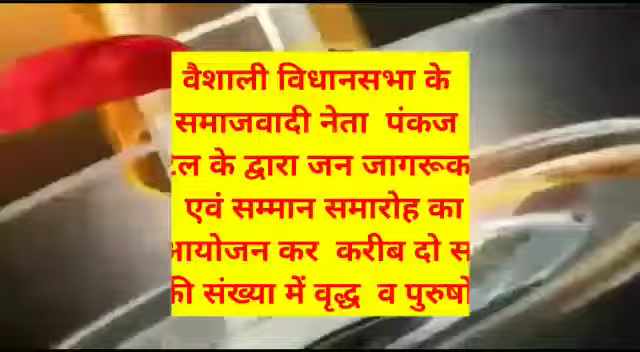 वैशाली विधानसभा के
समाजवादी नेता पंकज
के द्वारा जन जागरूक
एवं सम्मान समारोह का
आयोजन कर करीब दो
की संख्या में वृद्ध व पुरुषो